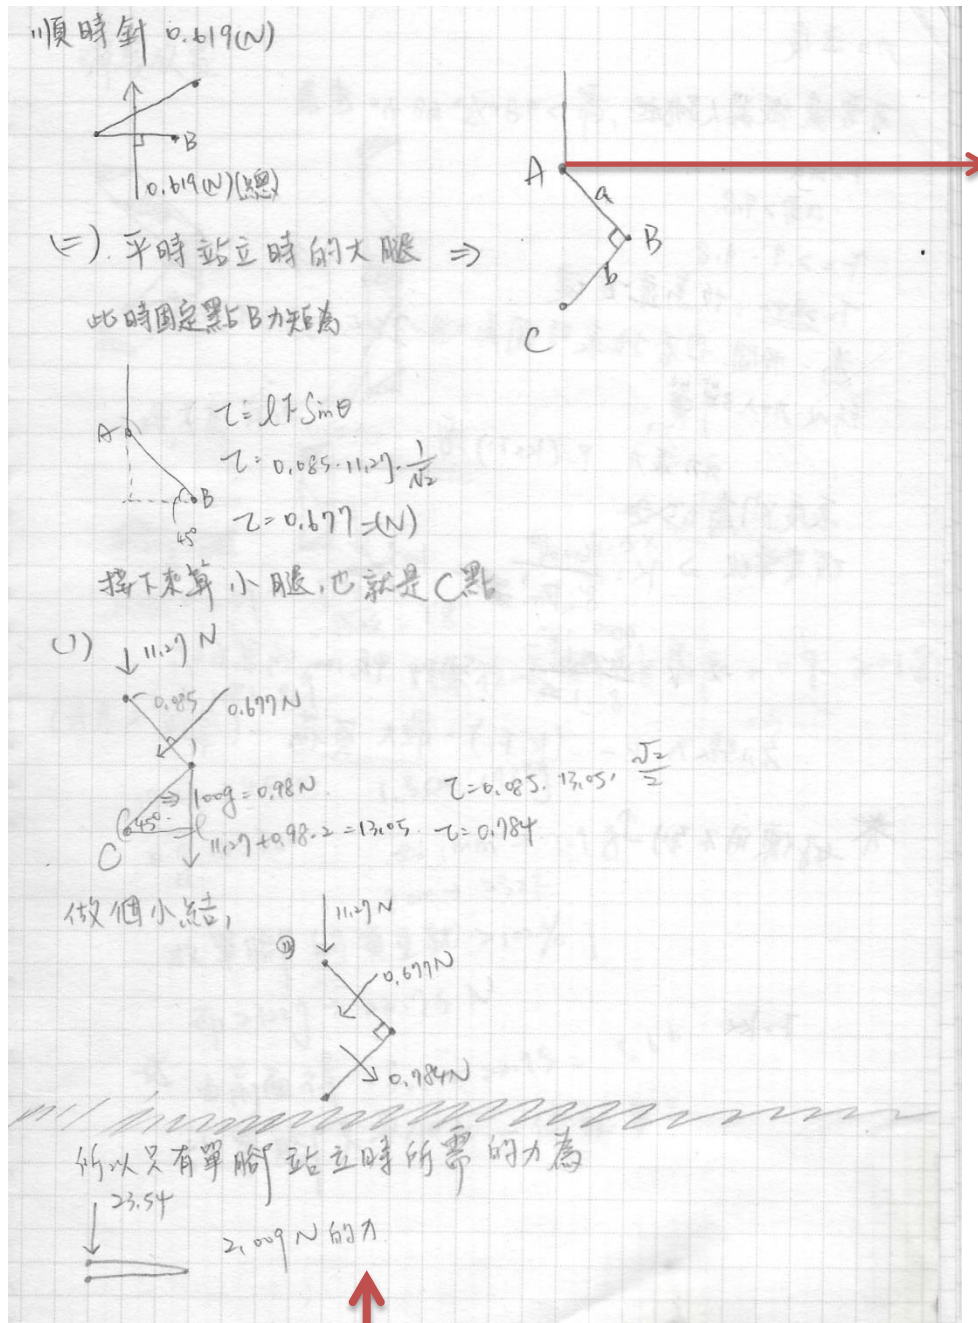 順時針 0.619(N)
B
0.619(N)(總)
A
a
B
b
C
(二). 平時站立時的大腿 ⇒
此時固定點B力矩為
A
B
45°
τ = l F sinθ
τ = 0.085 · 11.27 · 1/√2
τ = 0.677 (N)
接下來算小腿,也就是C點
(1)
11.27 N
0.085
0.677N
100g = 0.98N
45°
C
11.27+0.98·2 = 13.05.
τ = 0.085 · 13.05 · √2/2
τ = 0.784
做個小結,
11.27N
0.677N
0.784N
所以只有單腳站立時所需的力為
23.54
2.009 N 的力